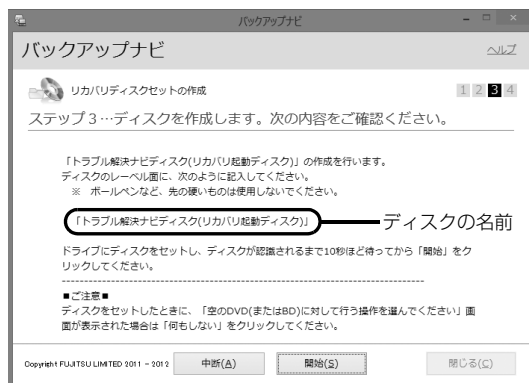 バックアップナビ
バックアップナビ
ヘルプ
リカバリディスクセットの作成
1 2 3 4
ステップ3…ディスクを作成します。次の内容をご確認ください。
「トラブル解決ナビディスク(リカバリ起動ディスク)」の作成を行います。
ディスクのレーベル面に、次のように記入してください。
※ ボールペンなど、先の硬いものは使用しないでください。
「トラブル解決ナビディスク(リカバリ起動ディスク)」
ディスクの名前
ドライブにディスクをセットし、ディスクが認識されるまで10秒ほど待ってから「開始」をク
リックしてください。
■ご注意■
ディスクをセットしたときに、「空のDVD(またはBD)に対して行う操作を選んでください」画
面が表示された場合は「何もしない」をクリックしてください。
Copyright FUJITSU LIMITED 2011 - 2012
中断(A)
開始(S)
閉じる(C)